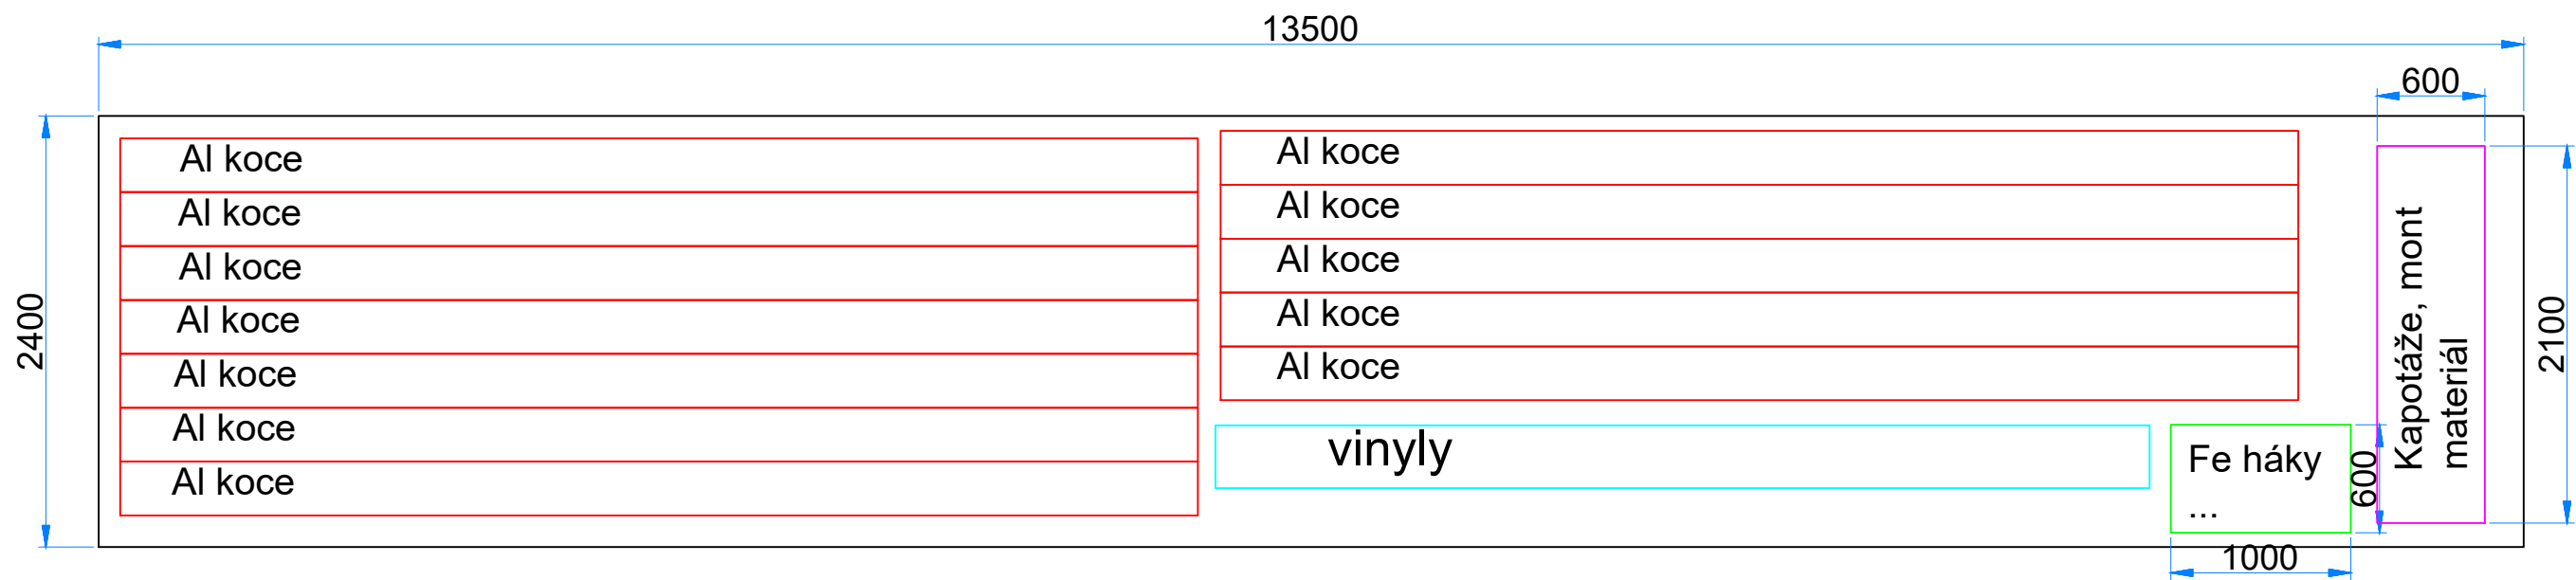 13500
600
Al koce
Al koce
Al koce
Al koce
Al koce
Al koce
Al koce
Al koce
Al koce
Al koce
Al koce
Al koce
vinyly
Fe háky
...
Kapotáže, mont
materiál
2400
2100
600
1000